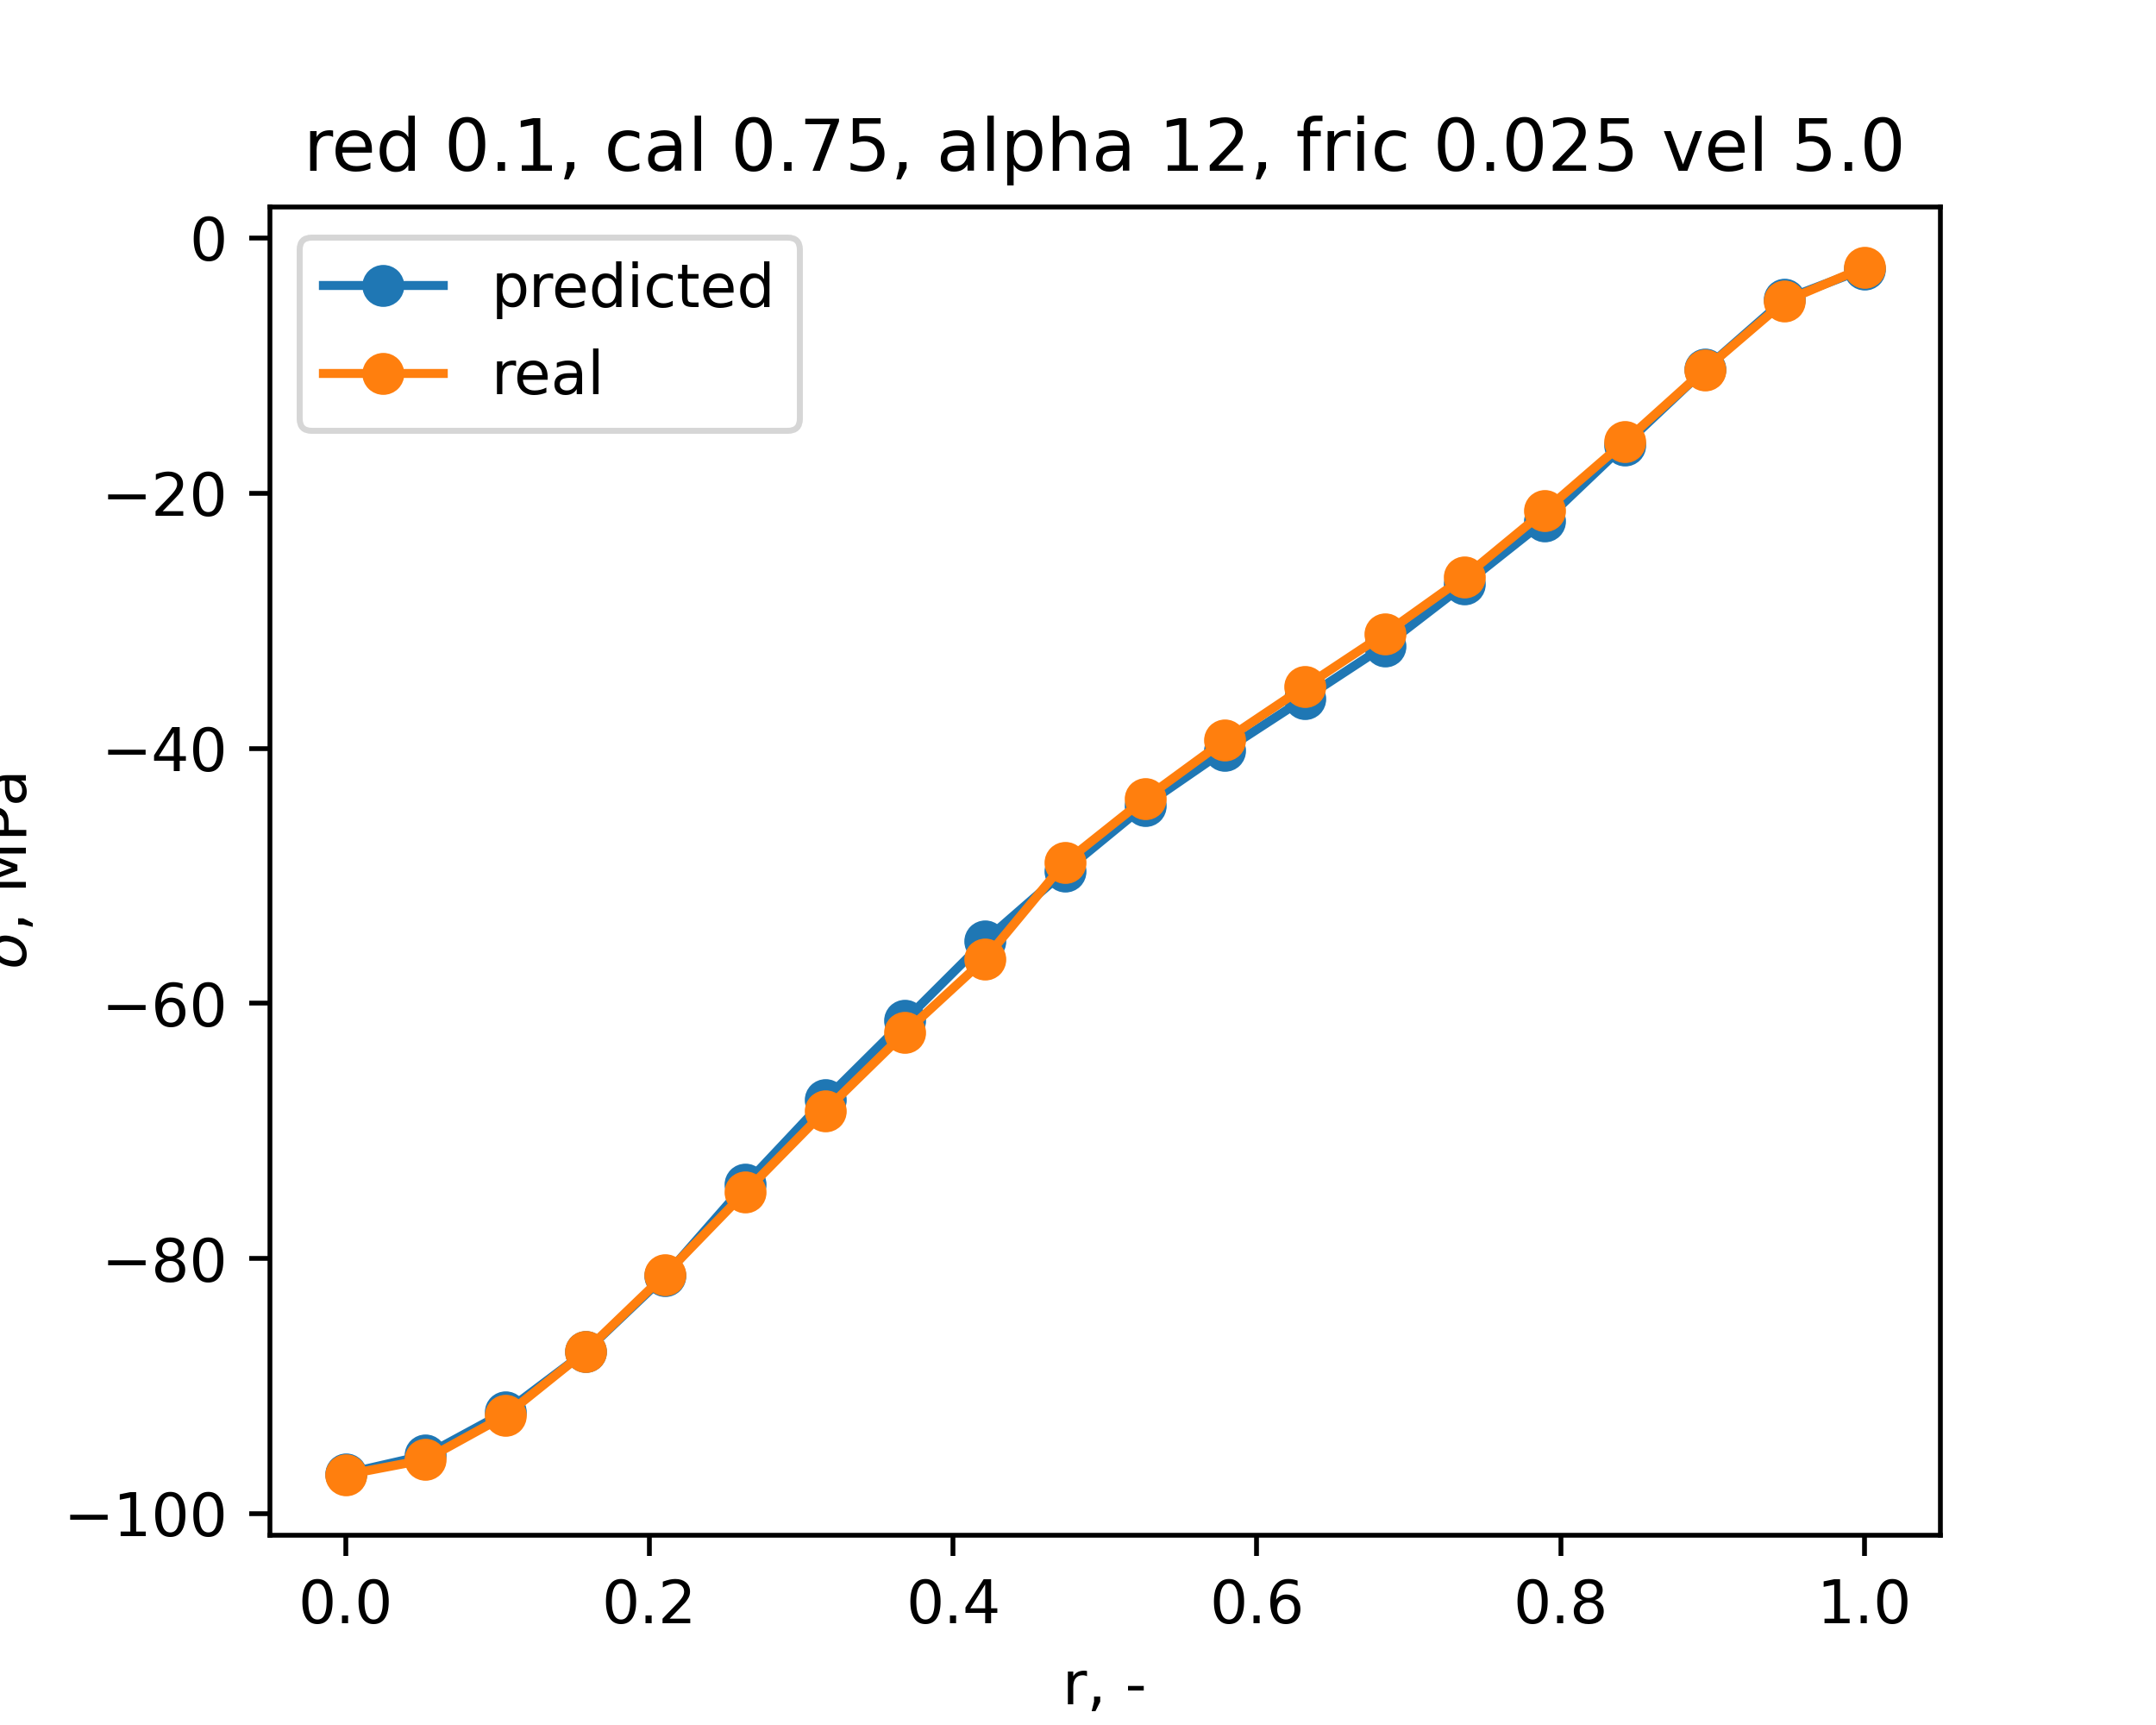 red 0.1, cal 0.75, alpha 12, fric 0.025 vel 5.0
0
−20
−40
−60
−80
−100
predicted
real
σ, MPa
0.0 0.2 0.4 0.6 0.8 1.0
r, -